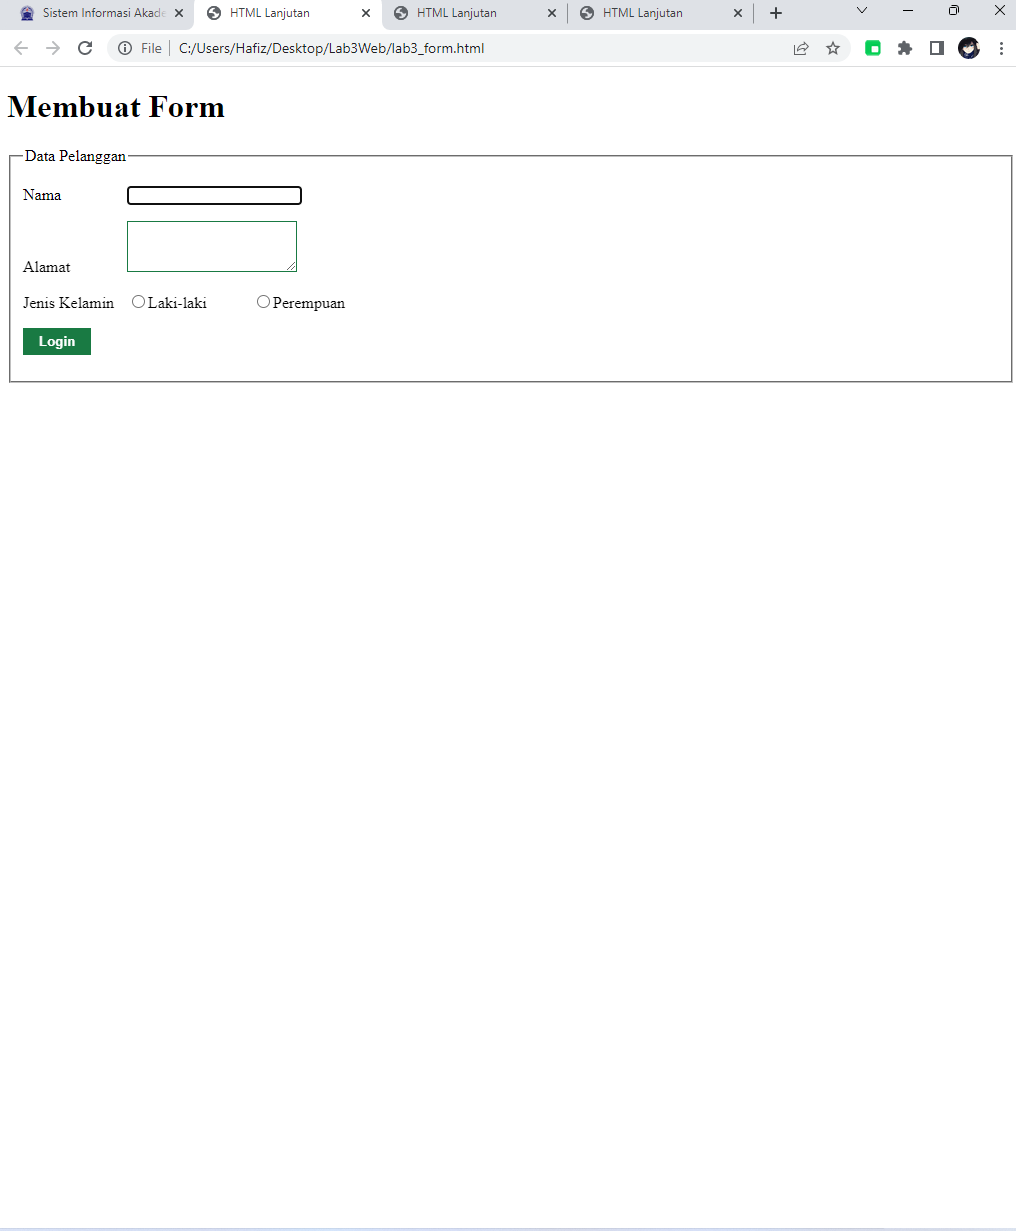 Sistem Informasi Akade
HTML Lanjutan
HTML Lanjutan
HTML Lanjutan
File
C:/Users/Hafiz/Desktop/Lab3Web/lab3_form.html
Membuat Form
Data Pelanggan
Nama
Alamat
Jenis Kelamin Laki-laki Perempuan
Login